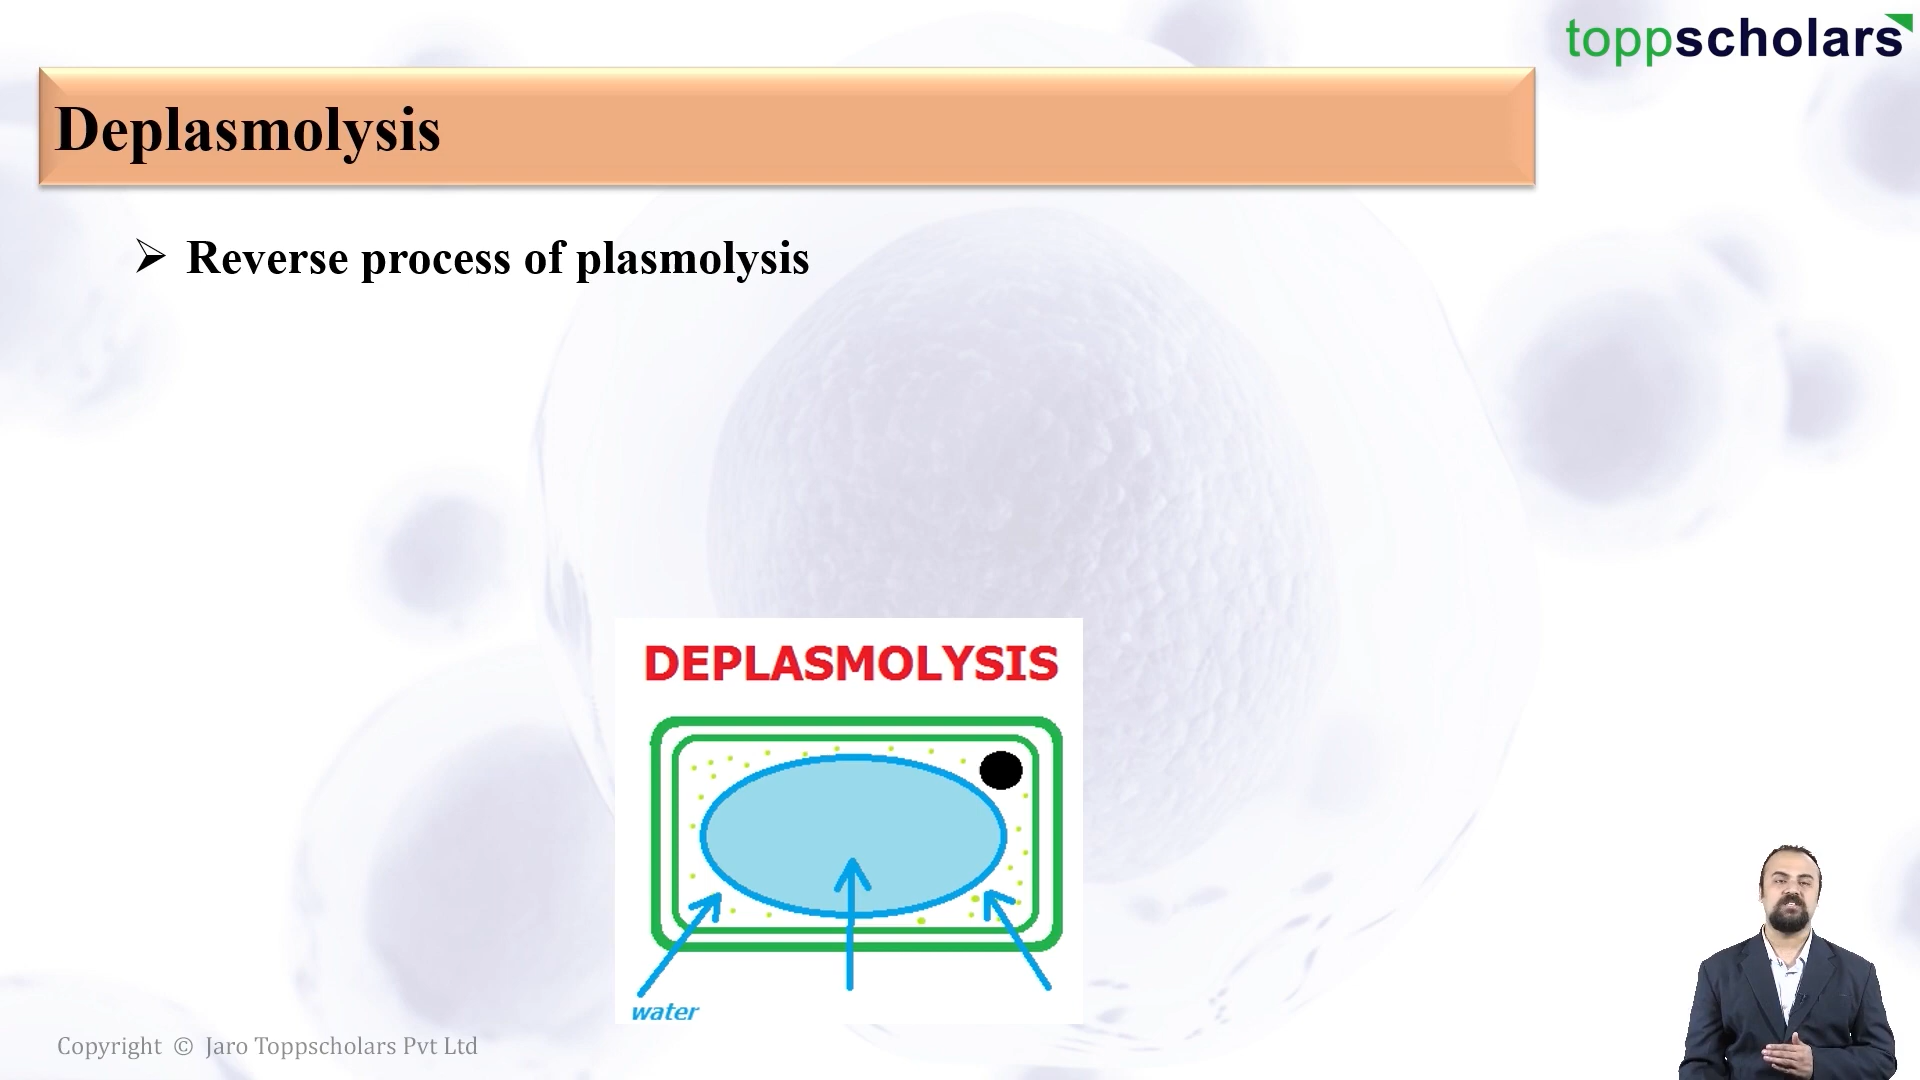 toppscholars
Deplasmolysis
➢ Reverse process of plasmolysis
DEPLASMOLYSIS
water
Copyright © Jaro Toppscholars Pvt Ltd